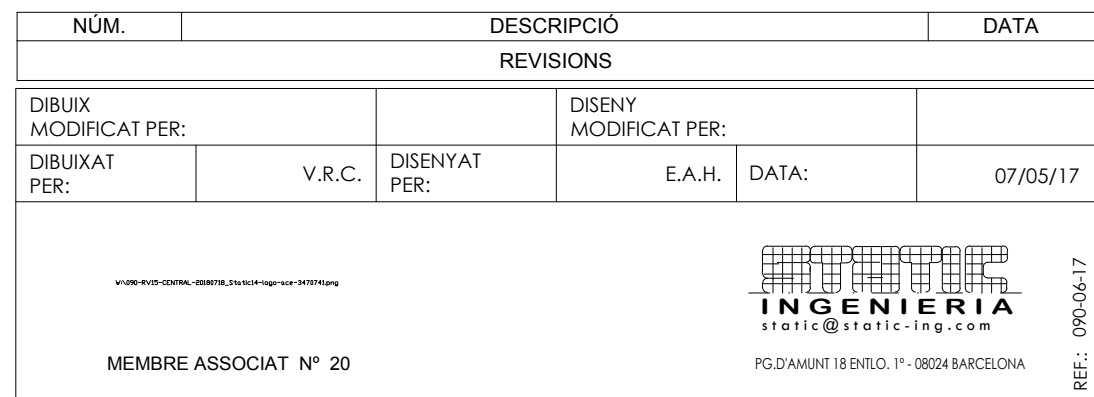 NÚM. DESCRIPCIÓ DATA
REVISIONS
DIBUIX
MODIFICAT PER:
DISENY
MODIFICAT PER:
DIBUIXAT
PER:
V.R.C.
DISENYAT
PER:
E.A.H.
DATA:
07/05/17
W:\090-RV15-CENTRAL-20180718_Static14-logo-ace-3470741.png
MEMBRE ASSOCIAT Nº 20
STATIC
INGENIERIA
static@static-ing.com
PG.D'AMUNT 18 ENTLO. 1º - 08024 BARCELONA
REF.: 090-06-17